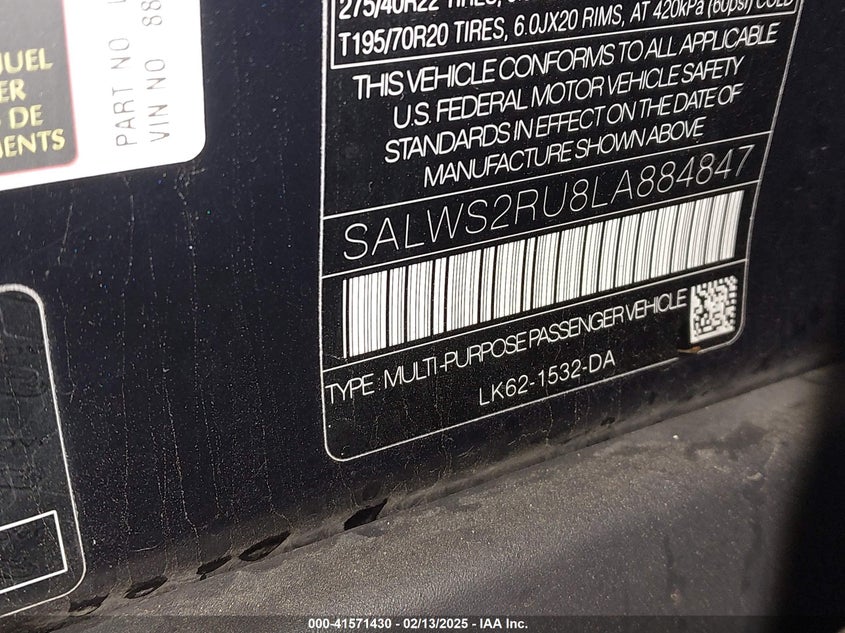 UEL
ER
DE
MENTS
PART NO
VIN NO 88
275/40R22 TIRES,
T195/70R20 TIRES, 6.0JX20 RIMS, AT 420kPa (60psi) COLD
THIS VEHICLE CONFORMS TO ALL APPLICABLE
U.S. FEDERAL MOTOR VEHICLE SAFETY
STANDARDS IN EFFECT ON THE DATE OF
MANUFACTURE SHOWN ABOVE
SALWS2RU8LA884847
TYPE : MULTI-PURPOSE PASSENGER VEHICLE
LK62-1532-DA
000-41571430 - 02/13/2025 - IAA Inc.